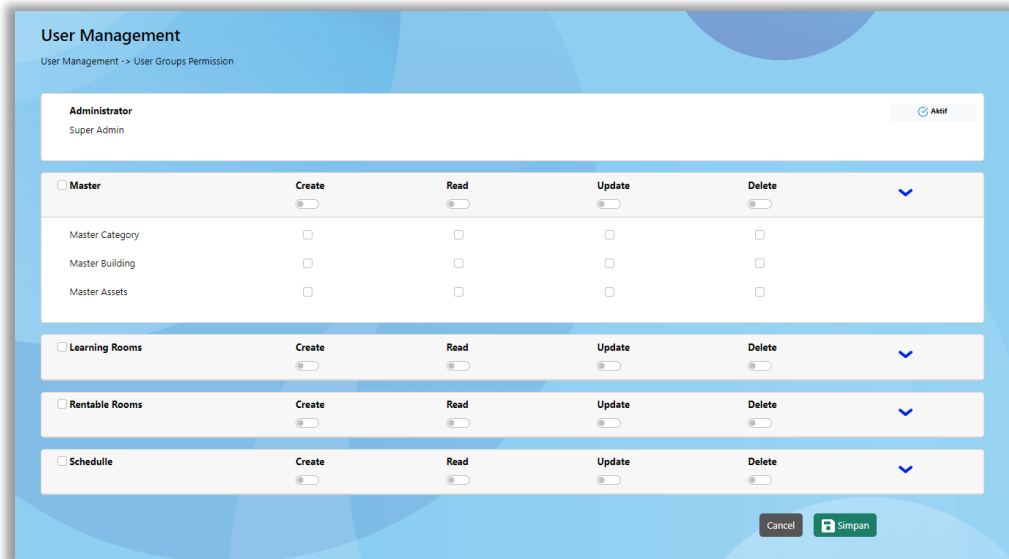 User Management
User Management -> User Groups Permission
Administrator
Aktif
Super Admin
Master Create Read Update Delete
Master Category
Master Building
Master Assets
Learning Rooms Create Read Update Delete
Rentable Rooms Create Read Update Delete
Schedulle Create Read Update Delete
Cancel Simpan